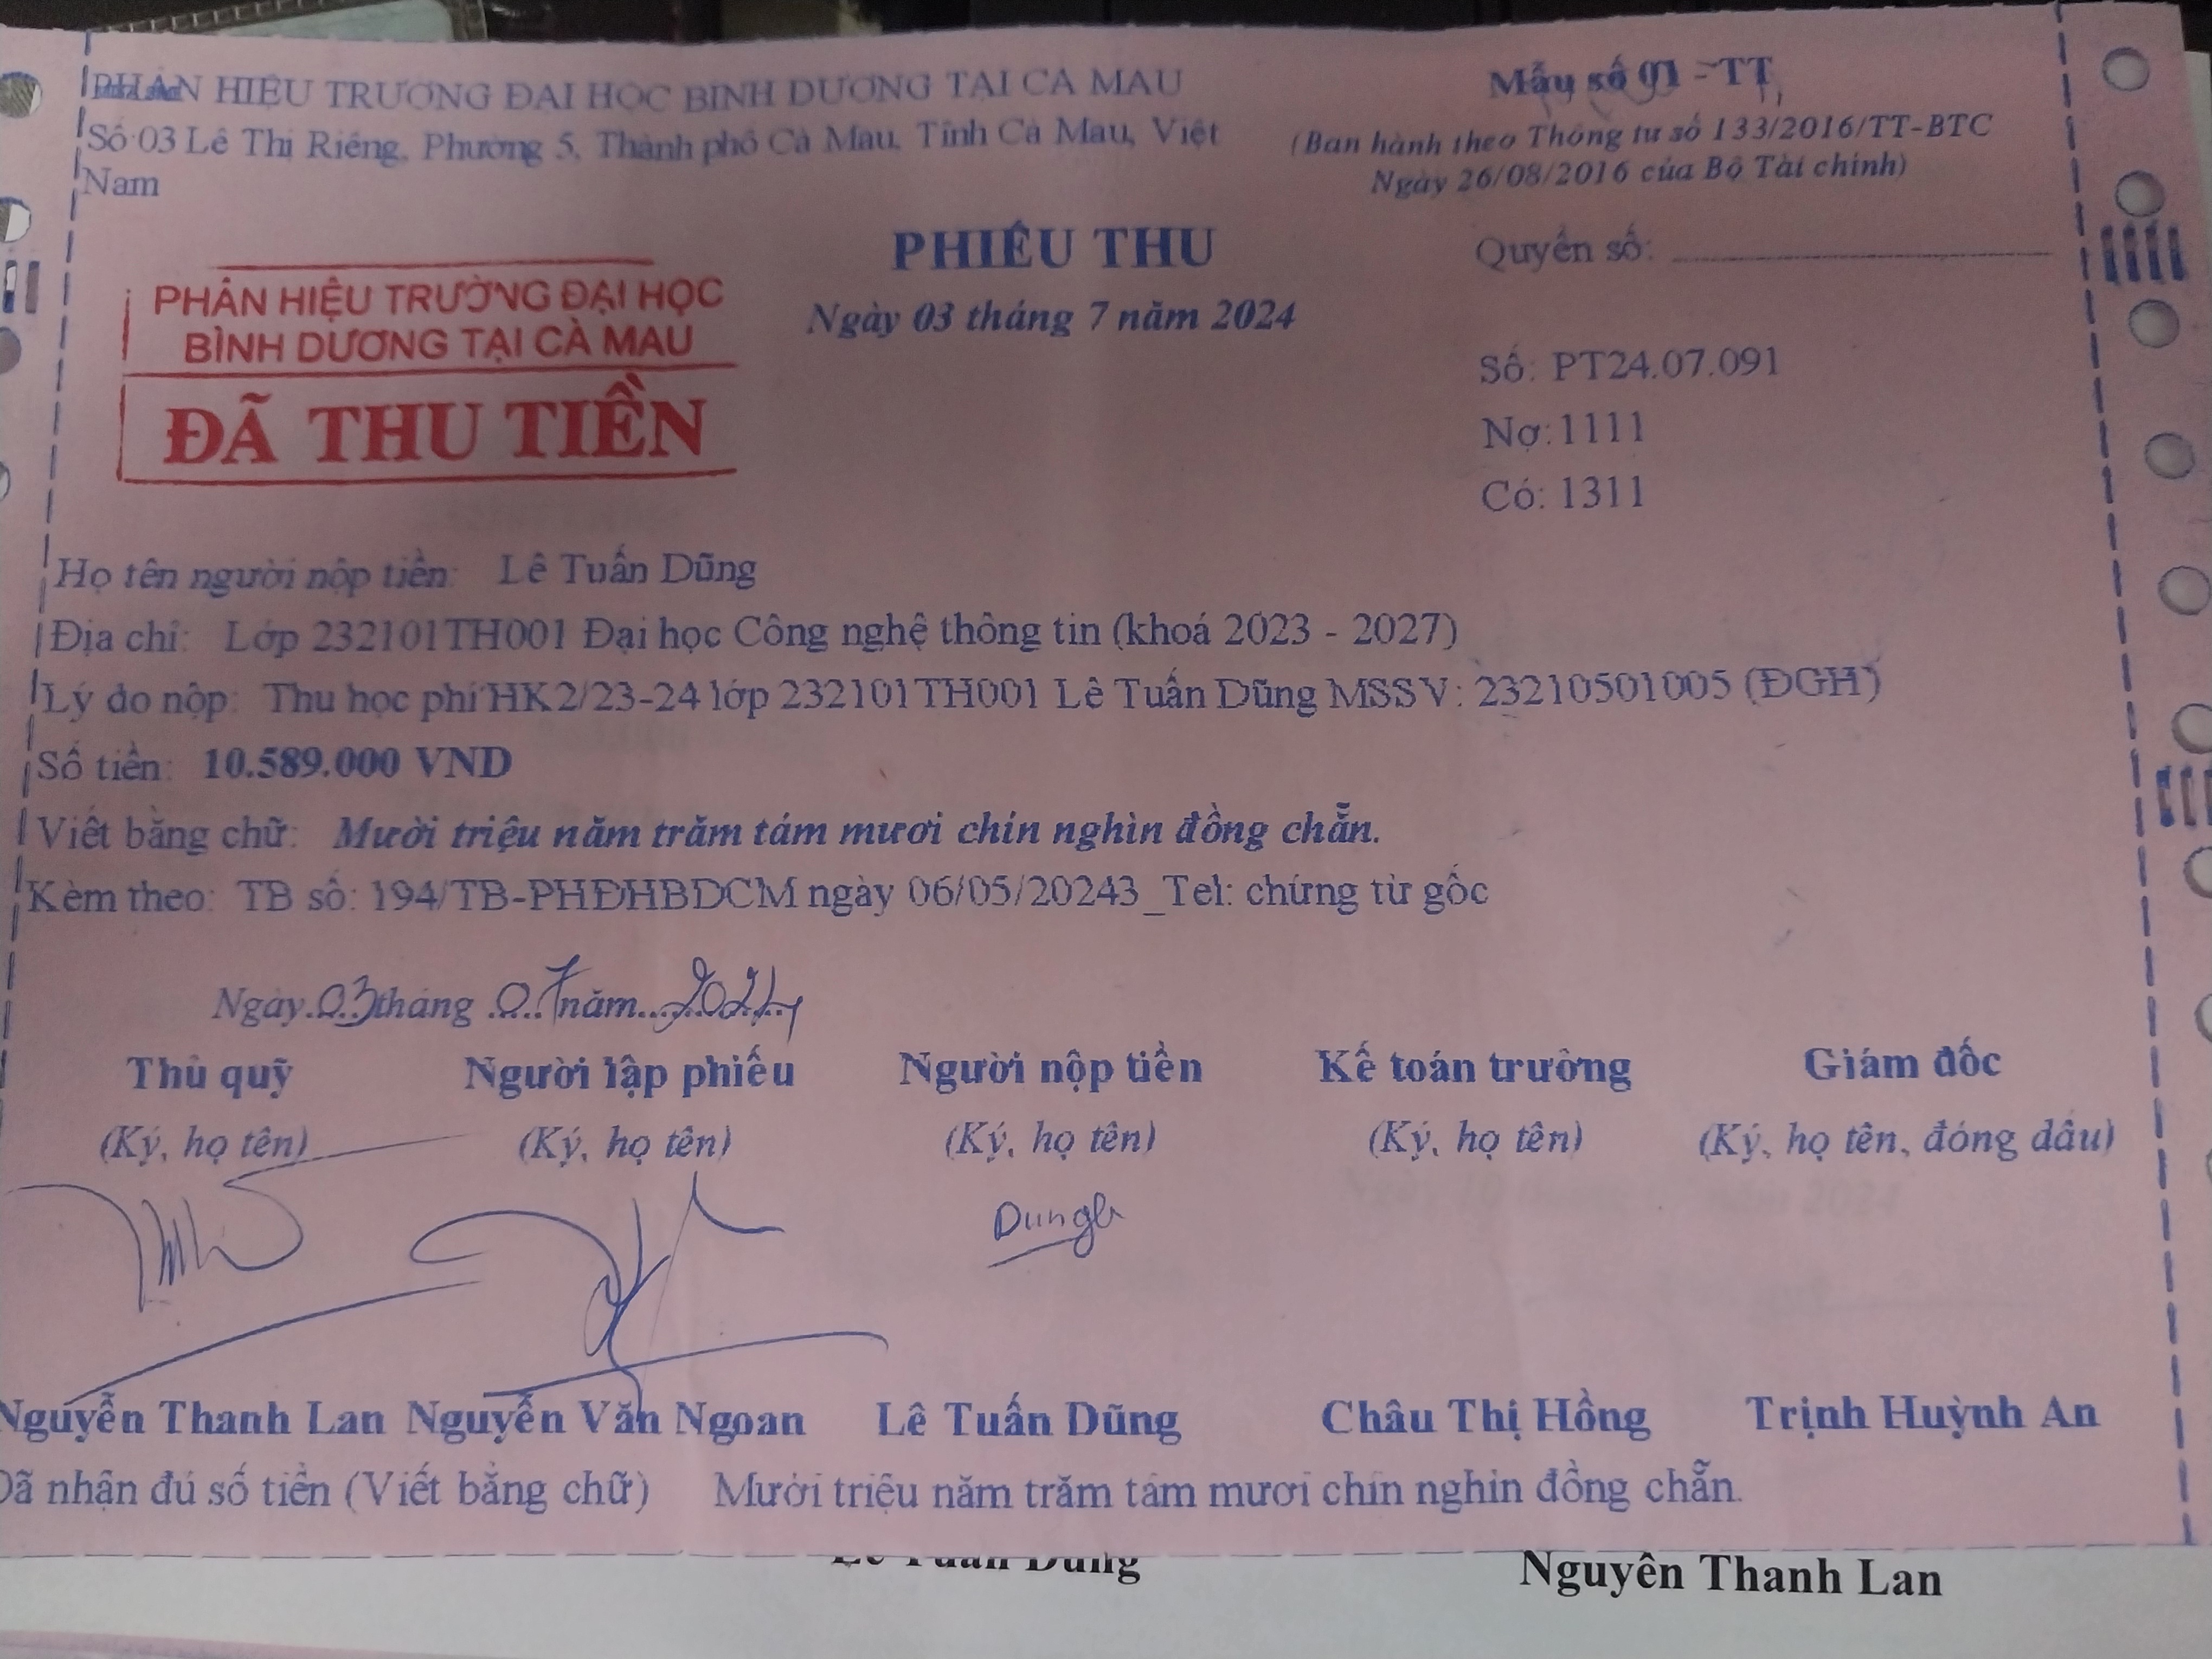 PHÂN HIỆU TRƯỜNG ĐẠI HỌC BÌNH DƯƠNG TẠI CÀ MAU
Số 03 Lê Thị Riêng, Phường 5, Thành phố Cà Mau, Tỉnh Cà Mau, Việt
Nam
Mẫu số 01 - TT
(Ban hành theo Thông tư số 133/2016/TT-BTC
Ngày 26/08/2016 của Bộ Tài chính)
PHIẾU THU
Ngày 03 tháng 7 năm 2024
Quyển số:
PHÂN HIỆU TRƯỜNG ĐẠI HỌC
BÌNH DƯƠNG TẠI CÀ MAU
ĐÃ THU TIỀN
Số: PT24.07.091
Nợ: 1111
Có: 1311
Họ tên người nộp tiền: Lê Tuấn Dũng
Địa chỉ: Lớp 232101TH001 Đại học Công nghệ thông tin (khoá 2023 - 2027)
Lý do nộp: Thu học phí HK2/23-24 lớp 232101TH001 Lê Tuấn Dũng MSSV: 23210501005 (ĐGH)
Số tiền: 10.589.000 VND
Viết bằng chữ: Mười triệu năm trăm tám mươi chín nghìn đồng chẵn.
Kèm theo: TB số: 194/TB-PHĐHBDCM ngày 06/05/20243_Tel: chứng từ gốc
Ngày 03 tháng 07 năm 2024
Thủ quỹ Người lập phiếu Người nộp tiền Kế toán trưởng Giám đốc
(Ký, họ tên) (Ký, họ tên) (Ký, họ tên) (Ký, họ tên) (Ký, họ tên, đóng dấu)
Nguyễn Thanh Lan Nguyễn Văn Ngoan Lê Tuấn Dũng Châu Thị Hồng Trịnh Huỳnh An
Đã nhận đủ số tiền (Viết bằng chữ) Mười triệu năm trăm tám mươi chín nghìn đồng chẵn.
Lê Tuấn Dũng Nguyễn Thanh Lan